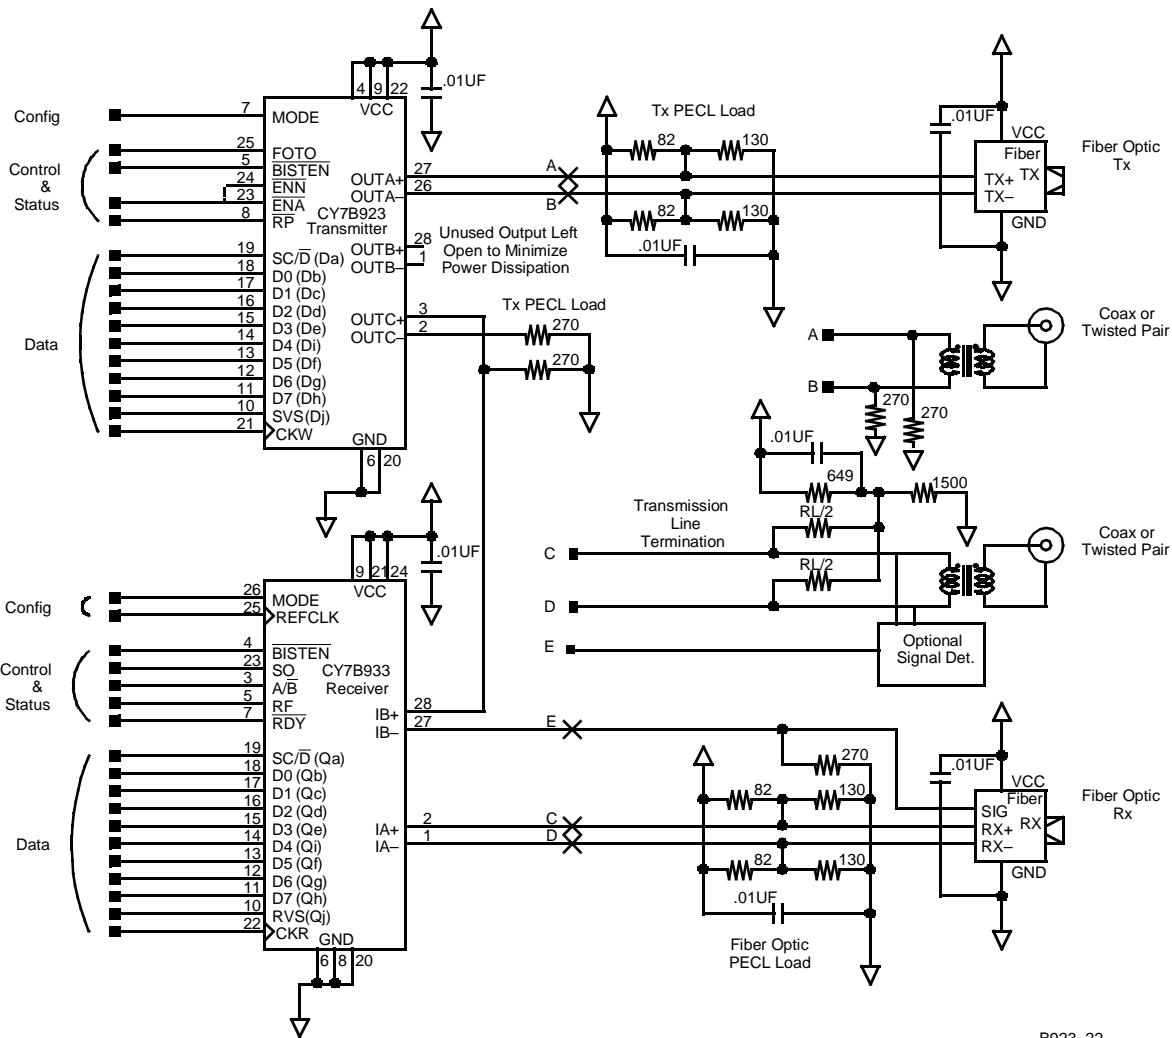 .01UF
4 9 22
VCC
Config
7
MODE
Control
&
Status
25
FOTO
5
BISTEN
24
ENN
23
ENA
8
RP
CY7B923
Transmitter
OUTA+
27
OUTA–
26
OUTB+
28
OUTB–
1
Unused Output Left
Open to Minimize
Power Dissipation
Data
19
SC/D (Da)
18
D0 (Db)
17
D1 (Dc)
16
D2 (Dd)
15
D3 (De)
14
D4 (Di)
13
D5 (Df)
12
D6 (Dg)
11
D7 (Dh)
10
SVS(Dj)
21
CKW
OUTC+
3
OUTC–
2
GND
6 20
Tx PECL Load
270
270
Tx PECL Load
82
130
A
B
82
130
.01UF
.01UF
VCC
Fiber
TX
TX+
TX–
GND
Fiber Optic
Tx
A
B
270
270
Coax or
Twisted Pair
.01UF
649
1500
Transmission
Line
Termination
RL/2
RL/2
C
D
E
Optional
Signal Det.
Coax or
Twisted Pair
.01UF
9 21 24
VCC
Config
26
MODE
25
REFCLK
Control
&
Status
4
BISTEN
23
SO
3
A/B
5
RF
7
RDY
CY7B933
Receiver
IB+
28
IB–
27
Data
19
SC/D (Qa)
18
D0 (Qb)
17
D1 (Qc)
16
D2 (Qd)
15
D3 (Qe)
14
D4 (Qi)
13
D5 (Qf)
12
D6 (Qg)
11
D7 (Qh)
10
RVS(Qj)
22
CKR
IA+
2
IA–
1
GND
6 8 20
E
C
D
270
82
130
82
130
.01UF
Fiber Optic
PECL Load
.01UF
VCC
Fiber
SIG
RX+
RX
RX–
GND
Fiber Optic
Rx